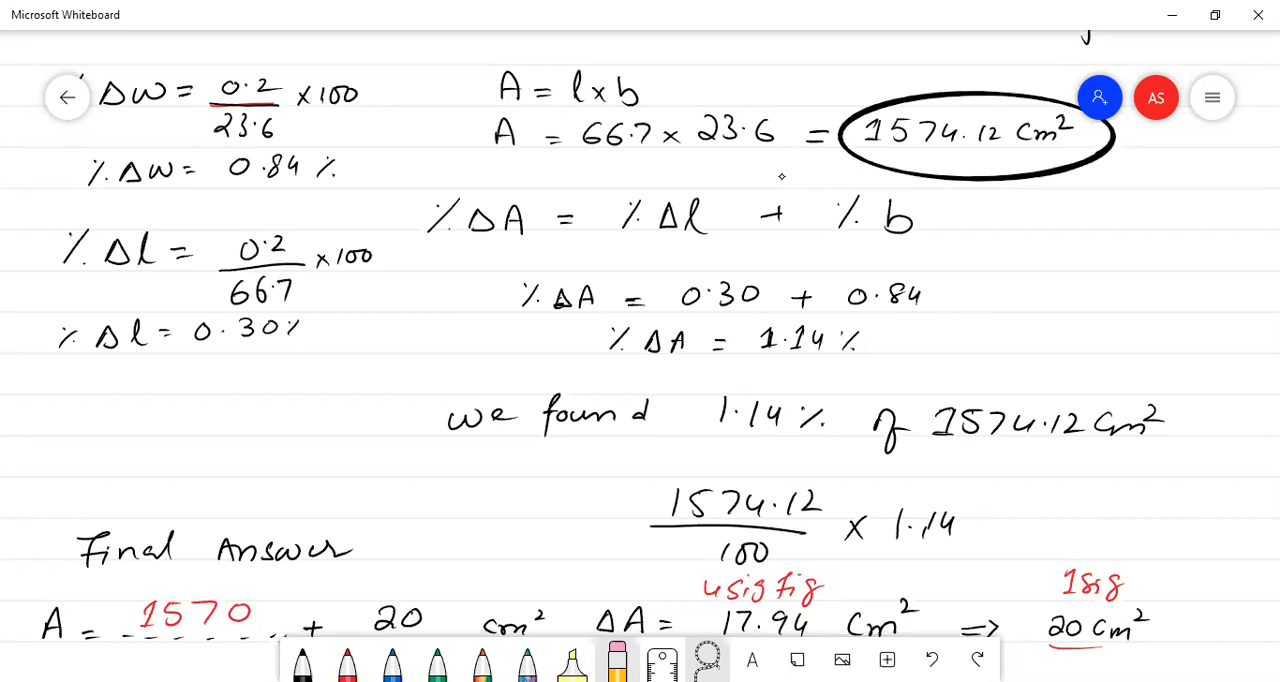 Microsoft Whiteboard
% Δw = 0.2 / 23.6 × 100
% Δw = 0.84 %
% Δl = 0.2 / 66.7 × 100
% Δl = 0.30%
A = l × b
A = 66.7 × 23.6 = 1574.12 cm²
% ΔA = % Δl + % b
% ΔA = 0.30 + 0.84
% ΔA = 1.14 %
we found 1.14 % of 1574.12 cm²
1574.12 / 100 × 1.14
4 sig fig
1 sig
ΔA = 17.94 cm² => 20 cm²
Final Answer
A = 1570 ± 20 cm²
AS
A